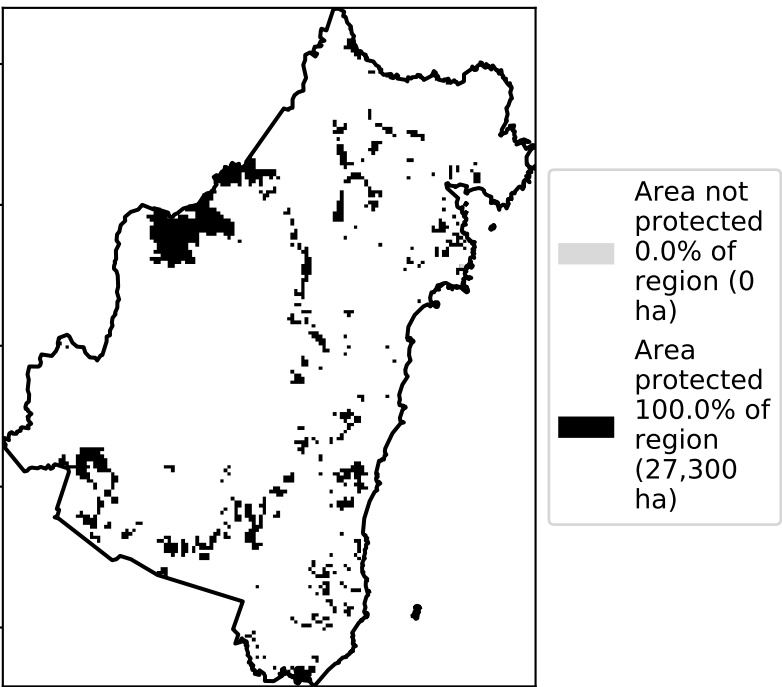 Area not
protected
0.0% of
region (0
ha)
Area
protected
100.0% of
region
(27,300
ha)